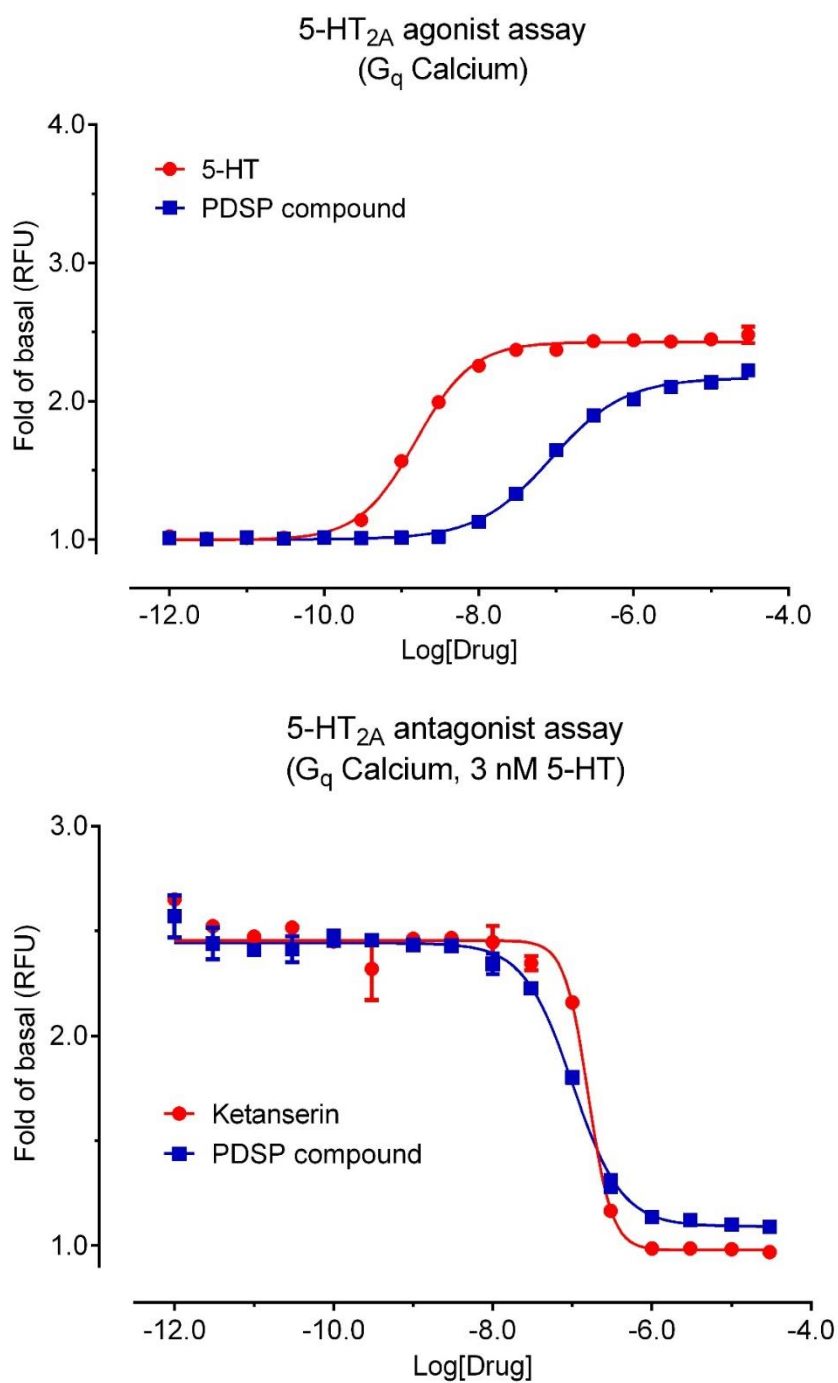 5-HT2A agonist assay
(Gq Calcium)
4.0
5-HT
PDSP compound
3.0
Fold of basal (RFU)
2.0
1.0
-12.0 -10.0 -8.0 -6.0 -4.0
Log[Drug]
5-HT2A antagonist assay
(Gq Calcium, 3 nM 5-HT)
3.0
Fold of basal (RFU)
2.0
Ketanserin
PDSP compound
1.0
-12.0 -10.0 -8.0 -6.0 -4.0
Log[Drug]